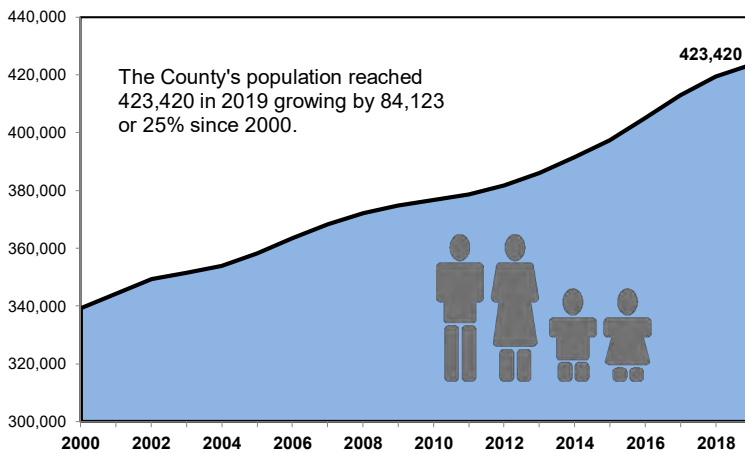 440,000
423,420
420,000
The County's population reached
423,420 in 2019 growing by 84,123
or 25% since 2000.
400,000
380,000
360,000
340,000
320,000
300,000
2000 2002 2004 2006 2008 2010 2012 2014 2016 2018